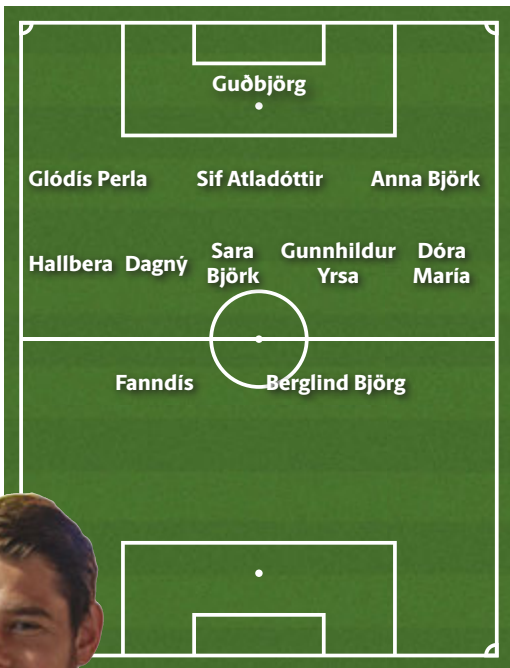 Guðbjörg
Glódís Perla
Sif Atladóttir
Anna Björk
Hallbera
Dagný
Sara
Björk
Gunnhildur
Yrsa
Dóra
María
Fanndís
Berglind Björg